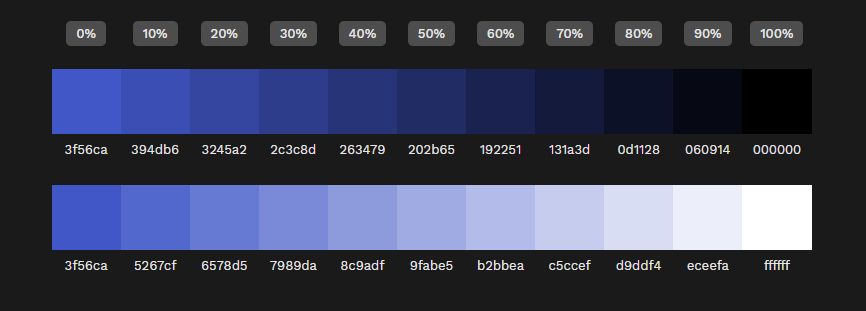 0% 10% 20% 30% 40% 50% 60% 70% 80% 90% 100%
3f56ca 394db6 3245a2 2c3c8d 263479 202b65 192251 131a3d 0d1128 060914 000000
3f56ca 5267cf 6578d5 7989da 8c9adf 9fabe5 b2bbea c5ccef d9ddf4 eceefa ffffff